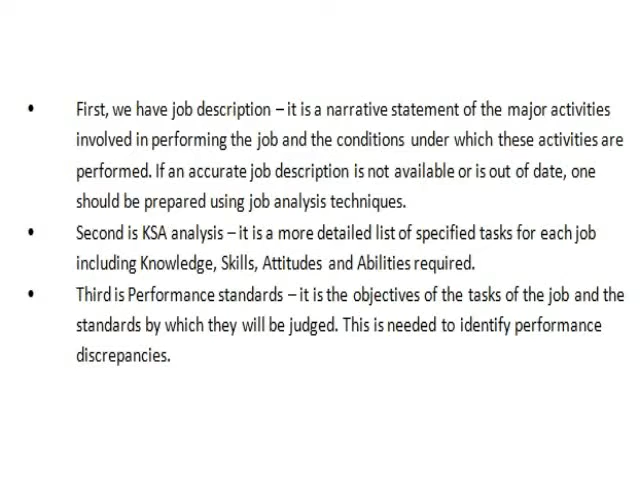 • First, we have job description – it is a narrative statement of the major activities
involved in performing the job and the conditions under which these activities are
performed. If an accurate job description is not available or is out of date, one
should be prepared using job analysis techniques.
• Second is KSA analysis – it is a more detailed list of specified tasks for each job
including Knowledge, Skills, Attitudes and Abilities required.
• Third is Performance standards – it is the objectives of the tasks of the job and the
standards by which they will be judged. This is needed to identify performance
discrepancies.